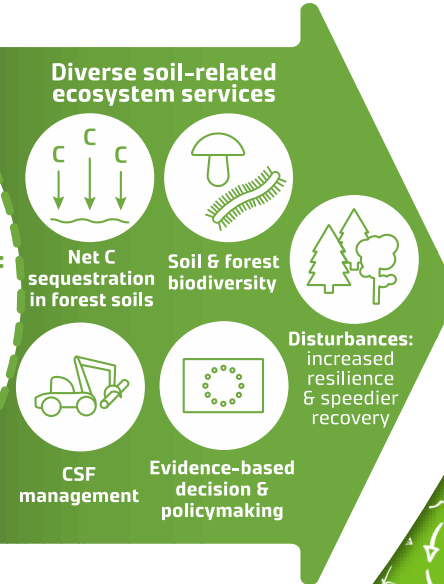 Diverse soil-related
ecosystem services
C
C
C
Net C
sequestration
in forest soils
Soil & forest
biodiversity
Disturbances:
increased
resilience
& speedier
recovery
CSF
management
Evidence-based
decision &
policymaking